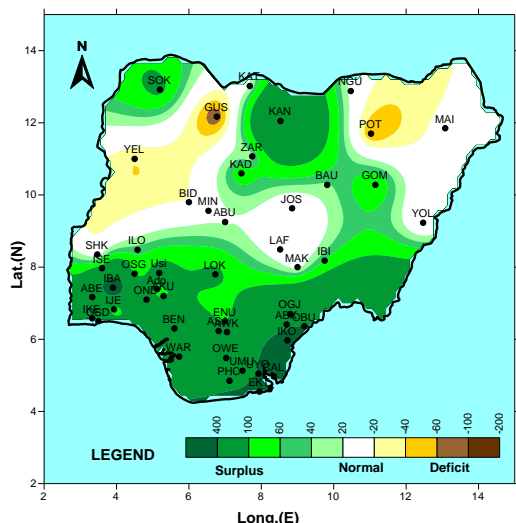 14
12
10
8
6
4
2
Lat.(N)
N
SOK
KAT
NGU
GUS
KAN
POT
MAI
YEL
ZAR
KAD
BAU
GOM
BID
MIN
ABU
JOS
YOL
SHK
ILO
LAF
ISE
OSG
Usi
LOK
MAK
IBI
IBA
ABE
IJE
OND
BEN
ENU
AWK
OGJ
OBU
IKO
IKE
WAR
OWE
UMU
PHC
CAL
LEGEND
400
100
60
40
20
-20
-40
-60
-100
-200
Surplus
Normal
Deficit
2
4
6
8
10
12
14
Long.(E)